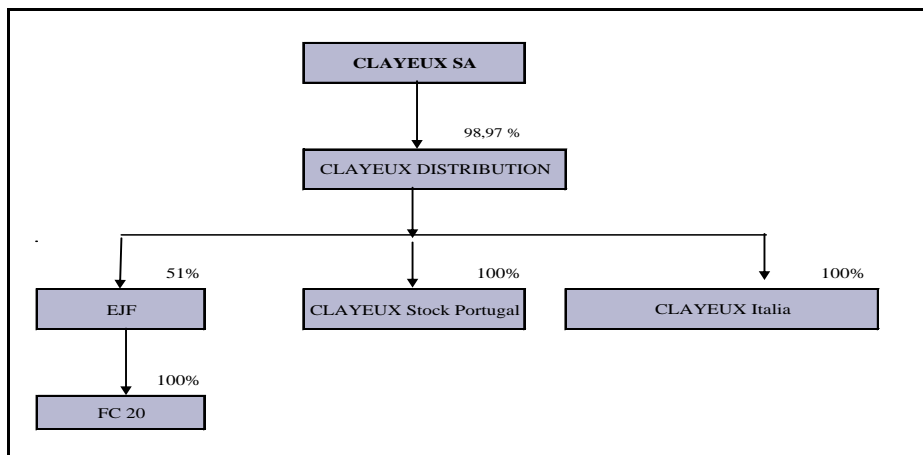 CLAYEUX SA
98,97 %
CLAYEUX DISTRIBUTION
51%
100%
100%
EJF
CLAYEUX Stock Portugal
CLAYEUX Italia
100%
FC 20